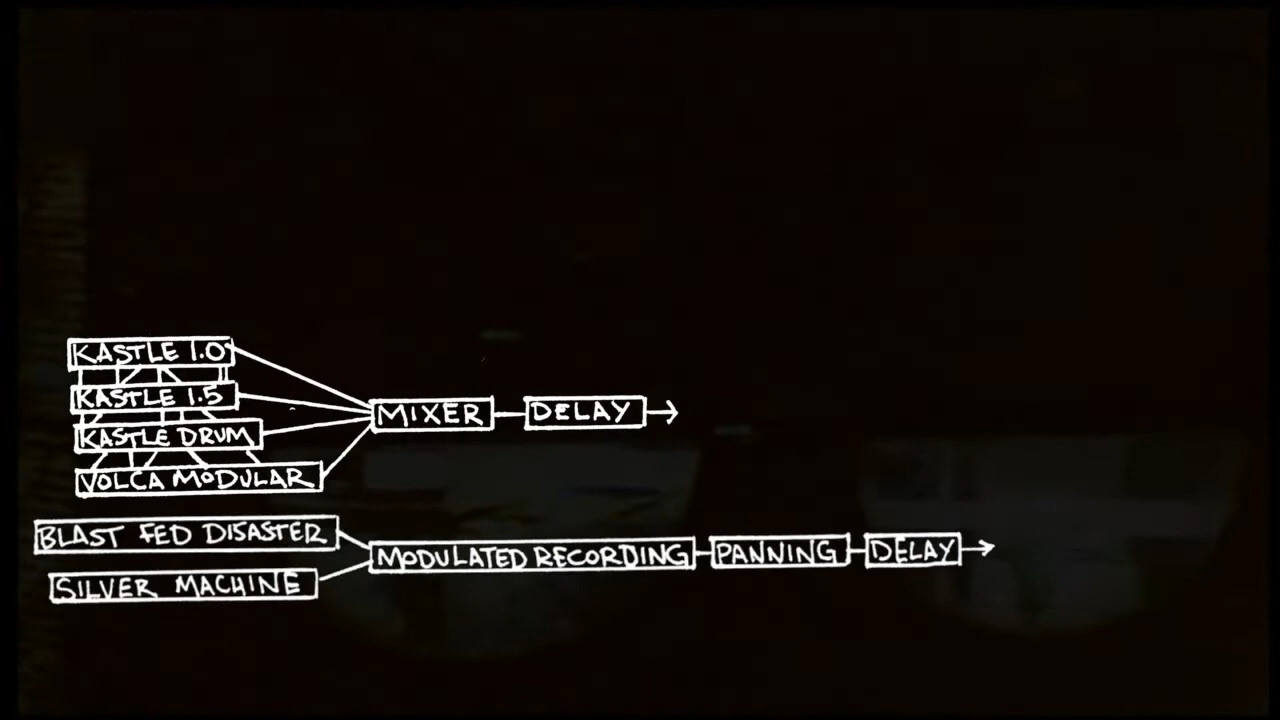 KASTLE 1.0
KASTLE 1.5
KASTLE DRUM
VOLCA MODULAR
MIXER
DELAY
BLAST FED DISASTER
SILVER MACHINE
MODULATED RECORDING
PANNING
DELAY